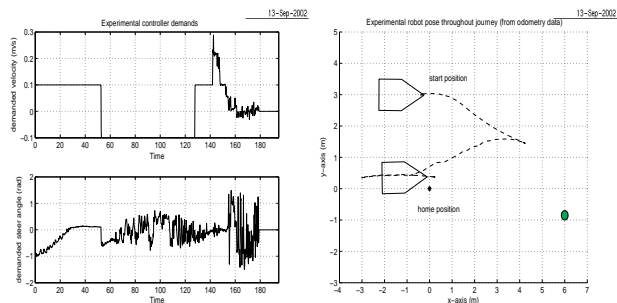 13-Sep-2002
Experimental controller demands
demanded velocity (m/s)
0.3
0.2
0.1
0
-0.1
0 20 40 60 80 100 120 140 160 180
Time
demanded steer angle (rad)
2
1
0
-1
-2
0 20 40 60 80 100 120 140 160 180
Time
13-Sep-2002
Experimental robot pose throughout journey (from odometry data)
y-axis (m)
5
4
3
2
1
0
-1
-2
-3
-4 -3 -2 -1 0 1 2 3 4 5 6 7
x-axis (m)
start position
home position